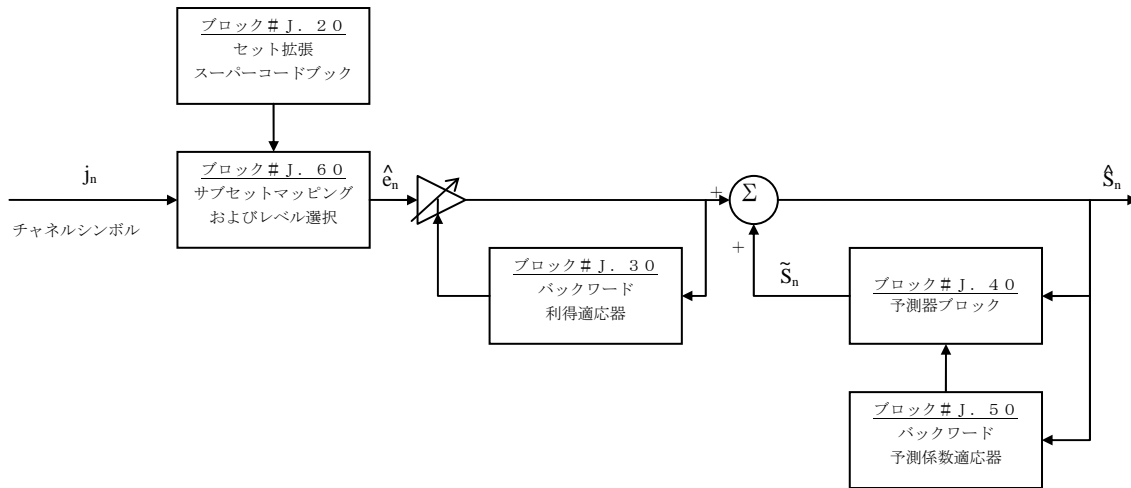 ブロック＃Ｊ．２０
セット拡張
スーパーコードブック
jₙ
チャネルシンボル
ブロック＃Ｊ．６０
サブセットマッピング
およびレベル選択
êₙ
+
Σ
+
Ŝₙ
ブロック＃Ｊ．３０
バックワード
利得適応器
S̃ₙ
ブロック＃Ｊ．４０
予測器ブロック
ブロック＃Ｊ．５０
バックワード
予測係数適応器